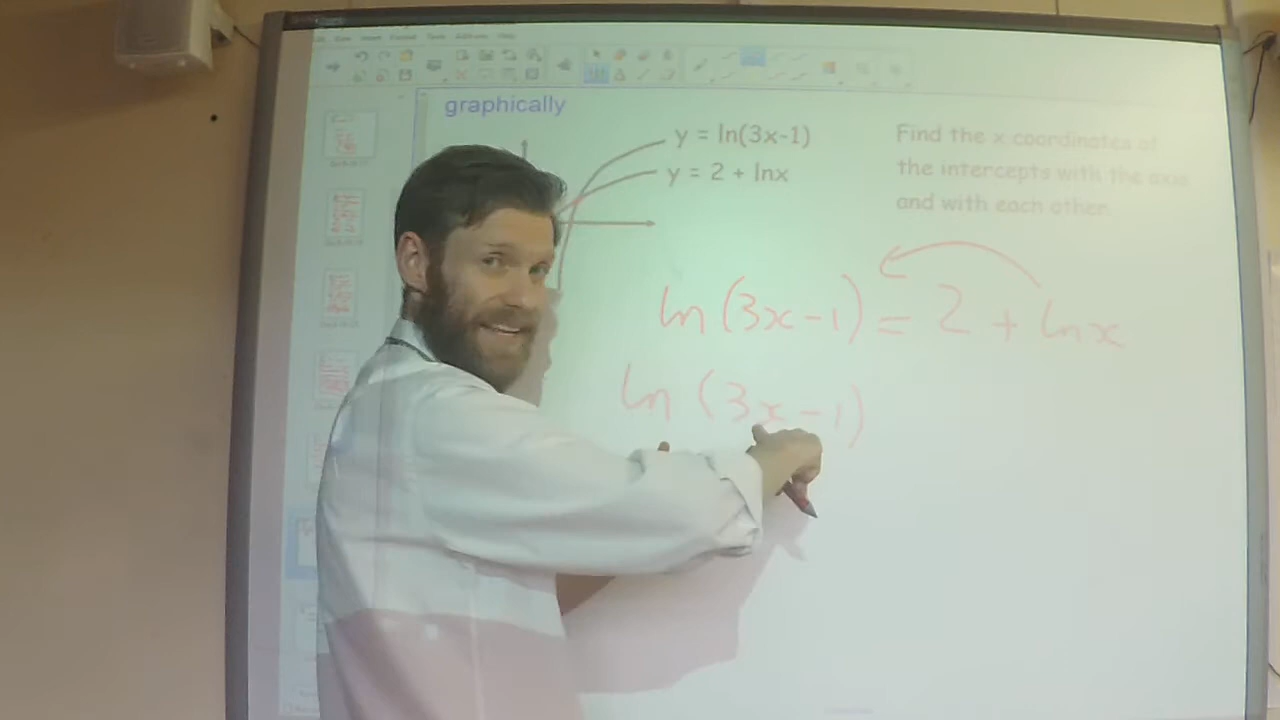 graphically
y = ln(3x-1)
y = 2 + lnx
Find the x coordinates of
the intercepts with the axis
and with each other.
ln (3x-1) = 2 + lnx
ln (3x-1)